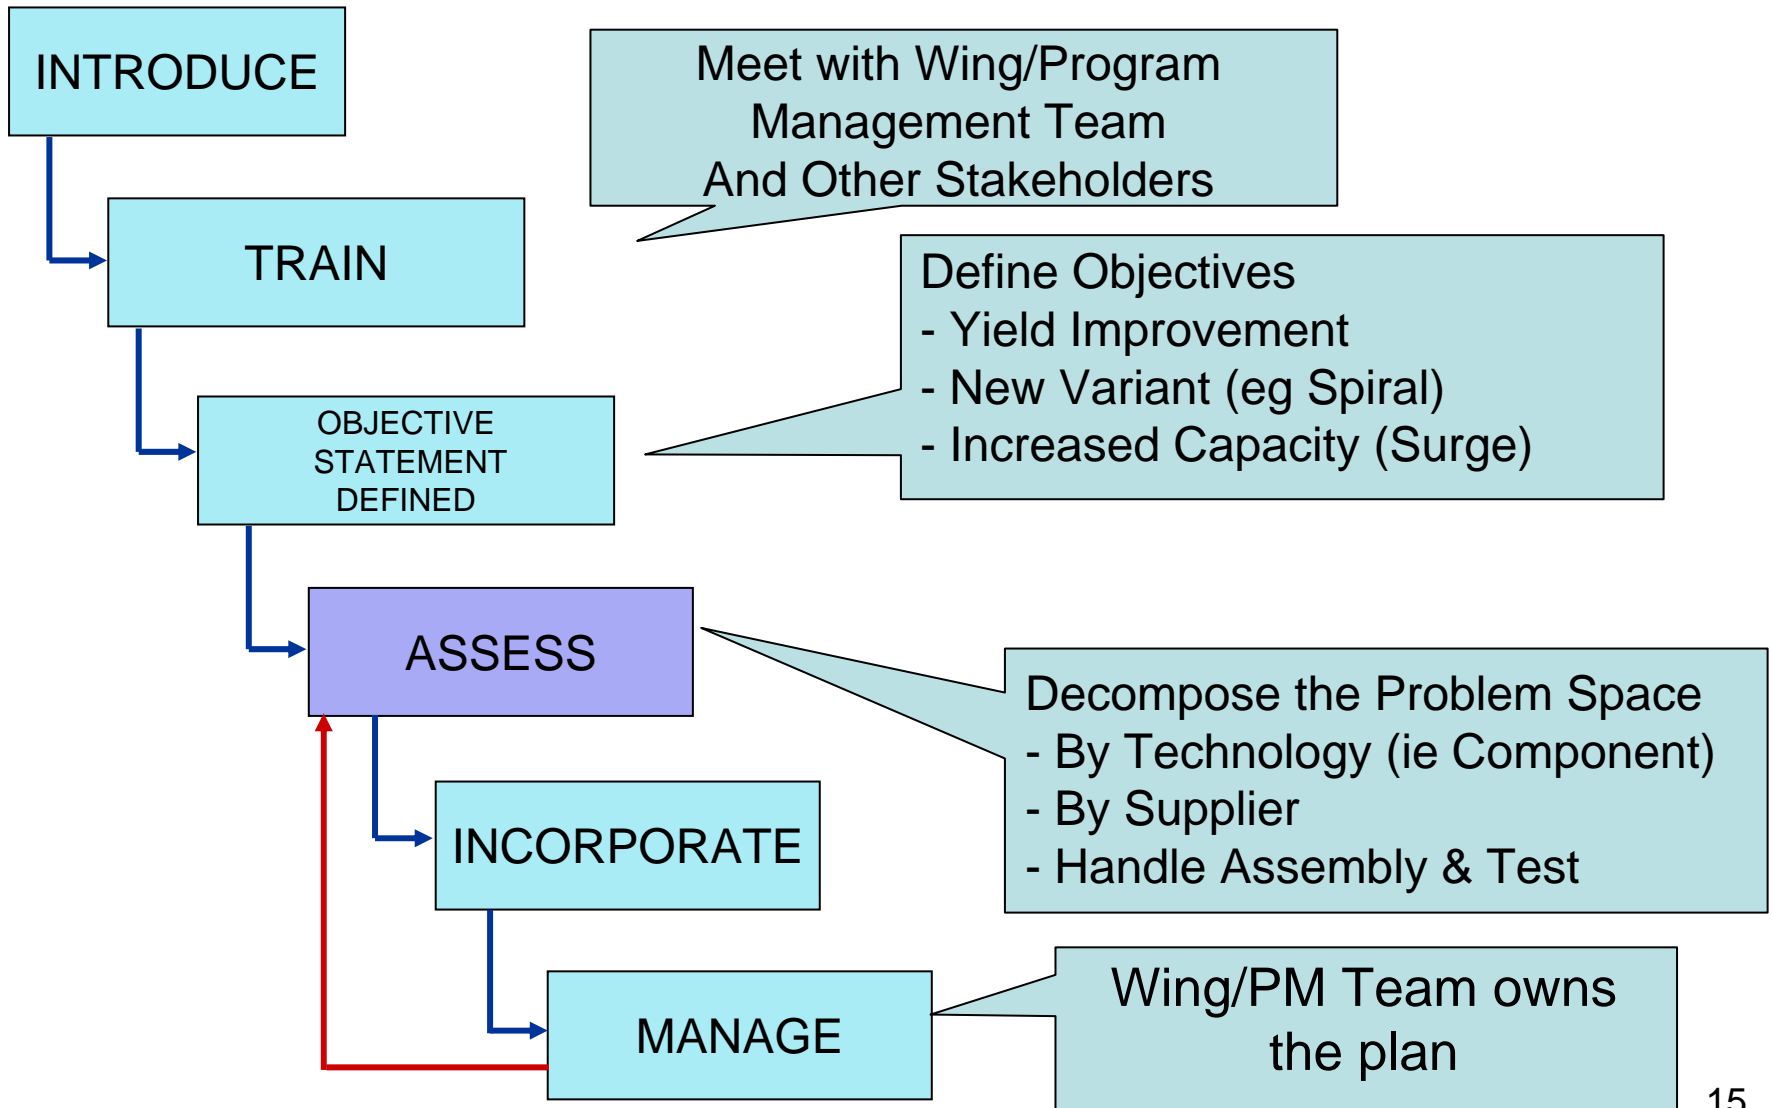 INTRODUCE
Meet with Wing/Program
Management Team
And Other Stakeholders
TRAIN
Define Objectives
- Yield Improvement
- New Variant (eg Spiral)
- Increased Capacity (Surge)
OBJECTIVE
STATEMENT
DEFINED
ASSESS
Decompose the Problem Space
- By Technology (ie Component)
- By Supplier
- Handle Assembly & Test
INCORPORATE
MANAGE
Wing/PM Team owns
the plan
15